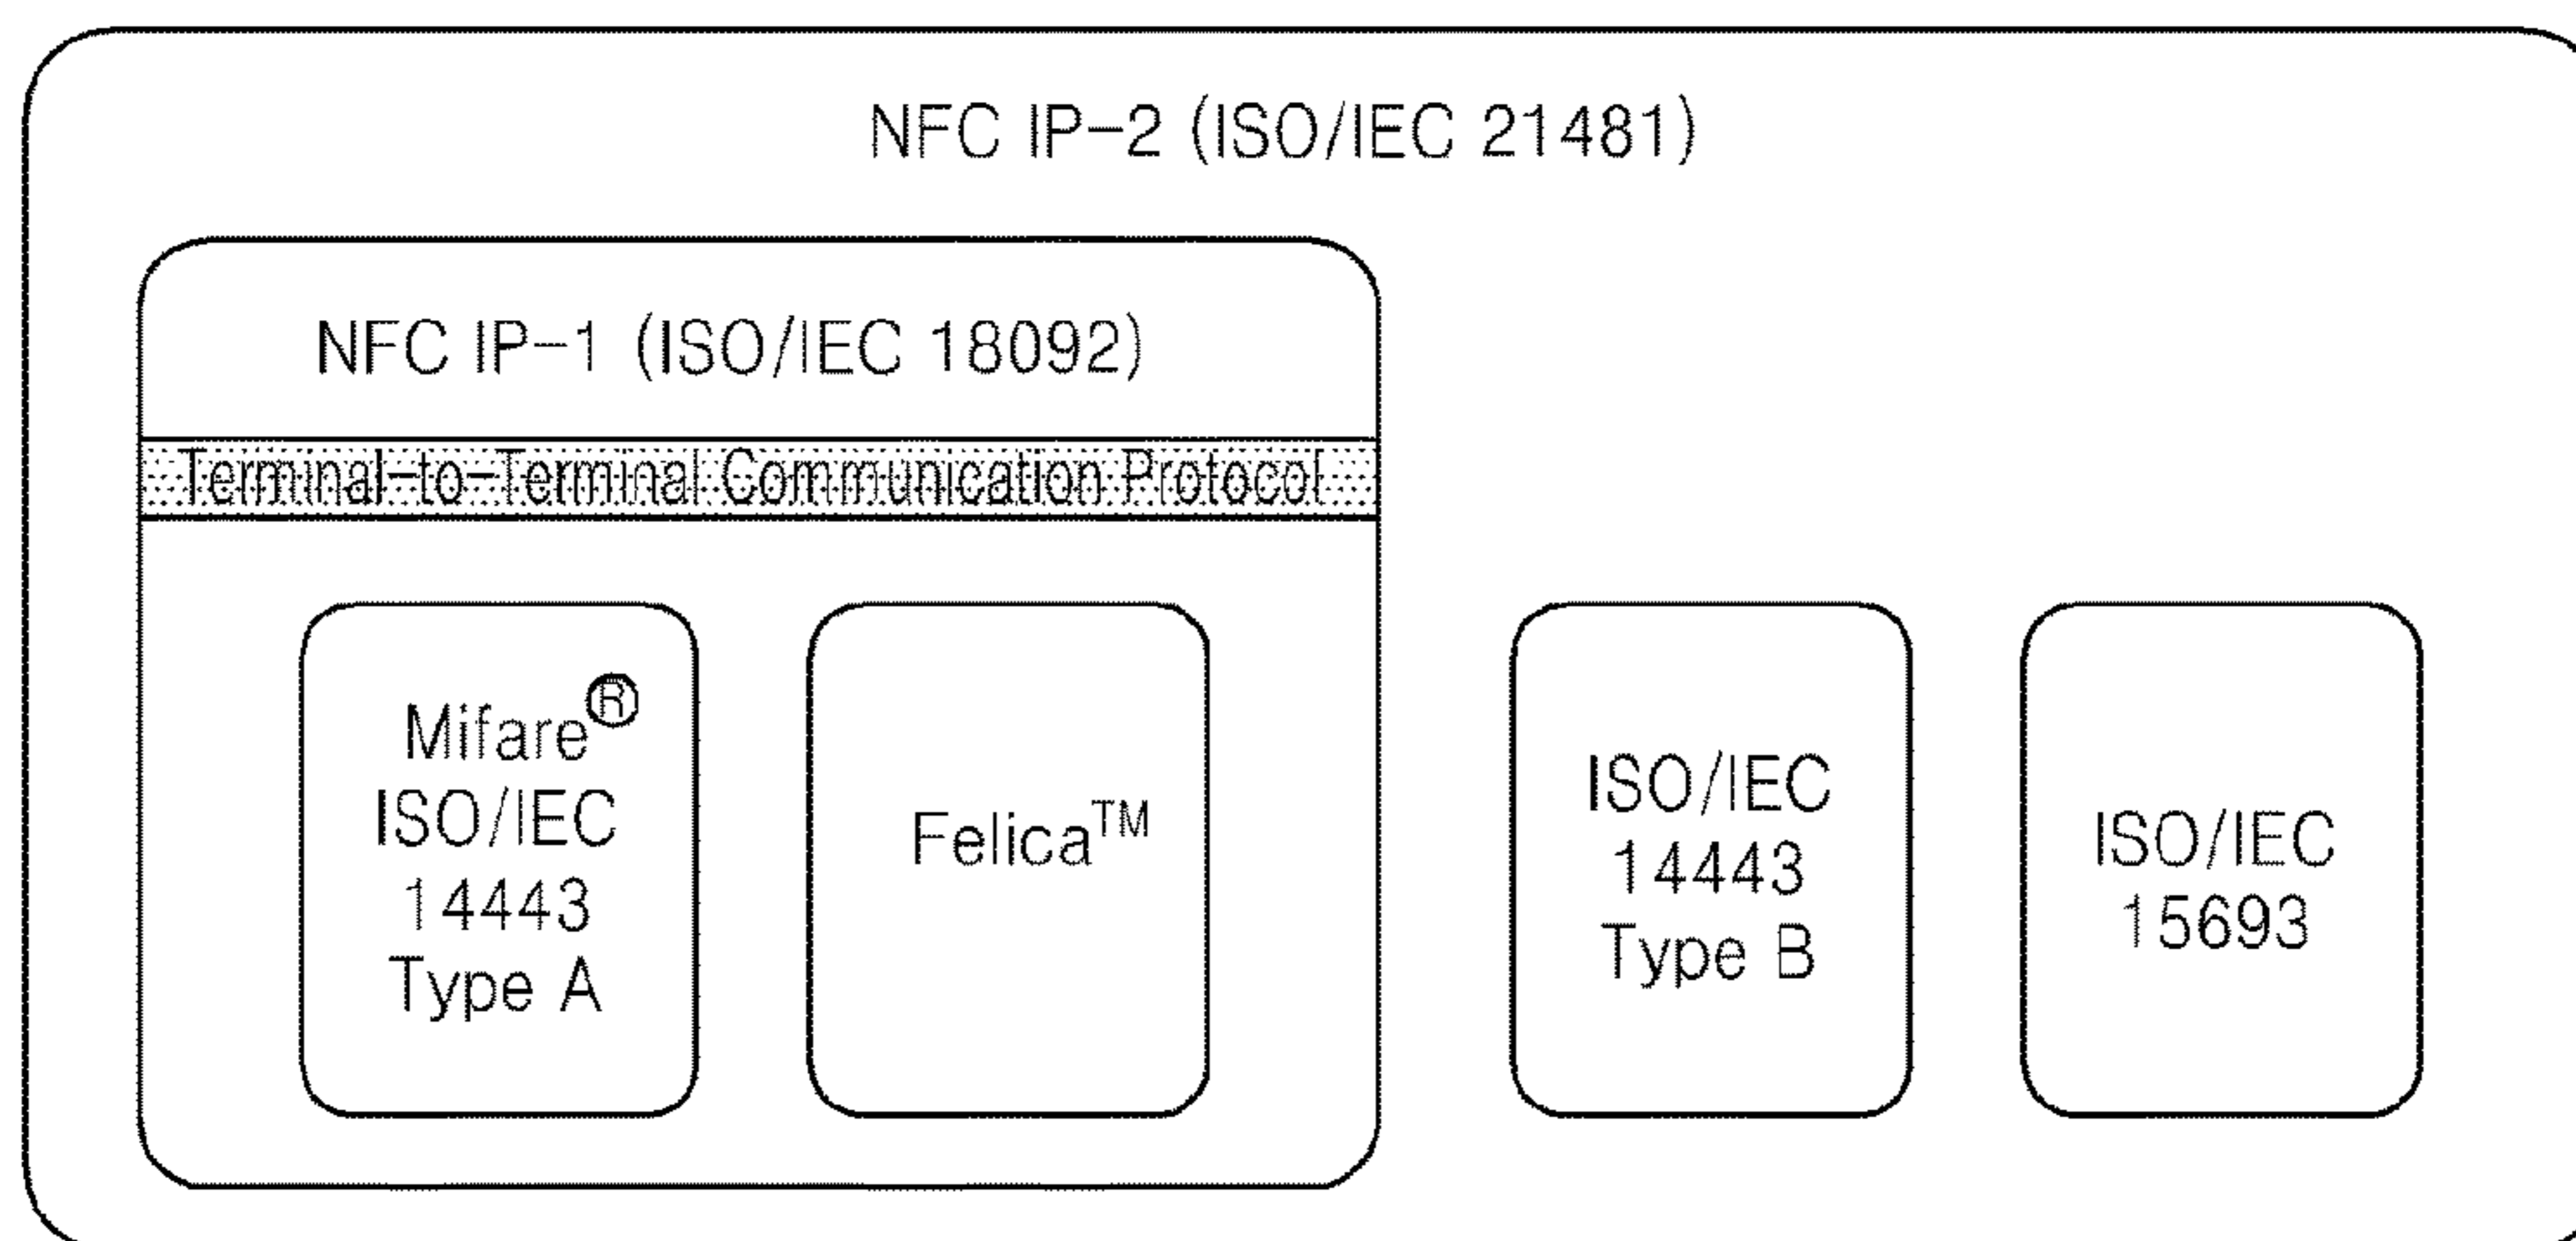 NFC IP-2 (ISO/IEC 21481)
NFC IP-1 (ISO/IEC 18092)
Terminal-to-Terminal Communication Protocol
Mifare®
ISO/IEC
14443
Type A
Felica™
ISO/IEC
14443
Type B
ISO/IEC
15693